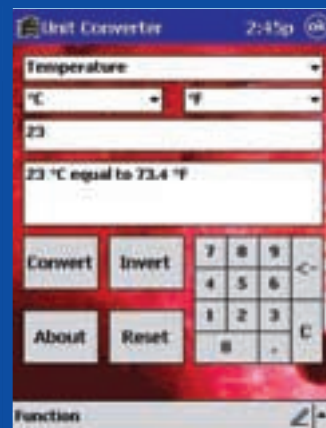 Unit Converter 2:45p ok
Temperature
°C °F
23
23 °C equal to 73.4 °F
Convert Invert 7 8 9 <-
4 5 6
About Reset 1 2 3 C
0 .
Function